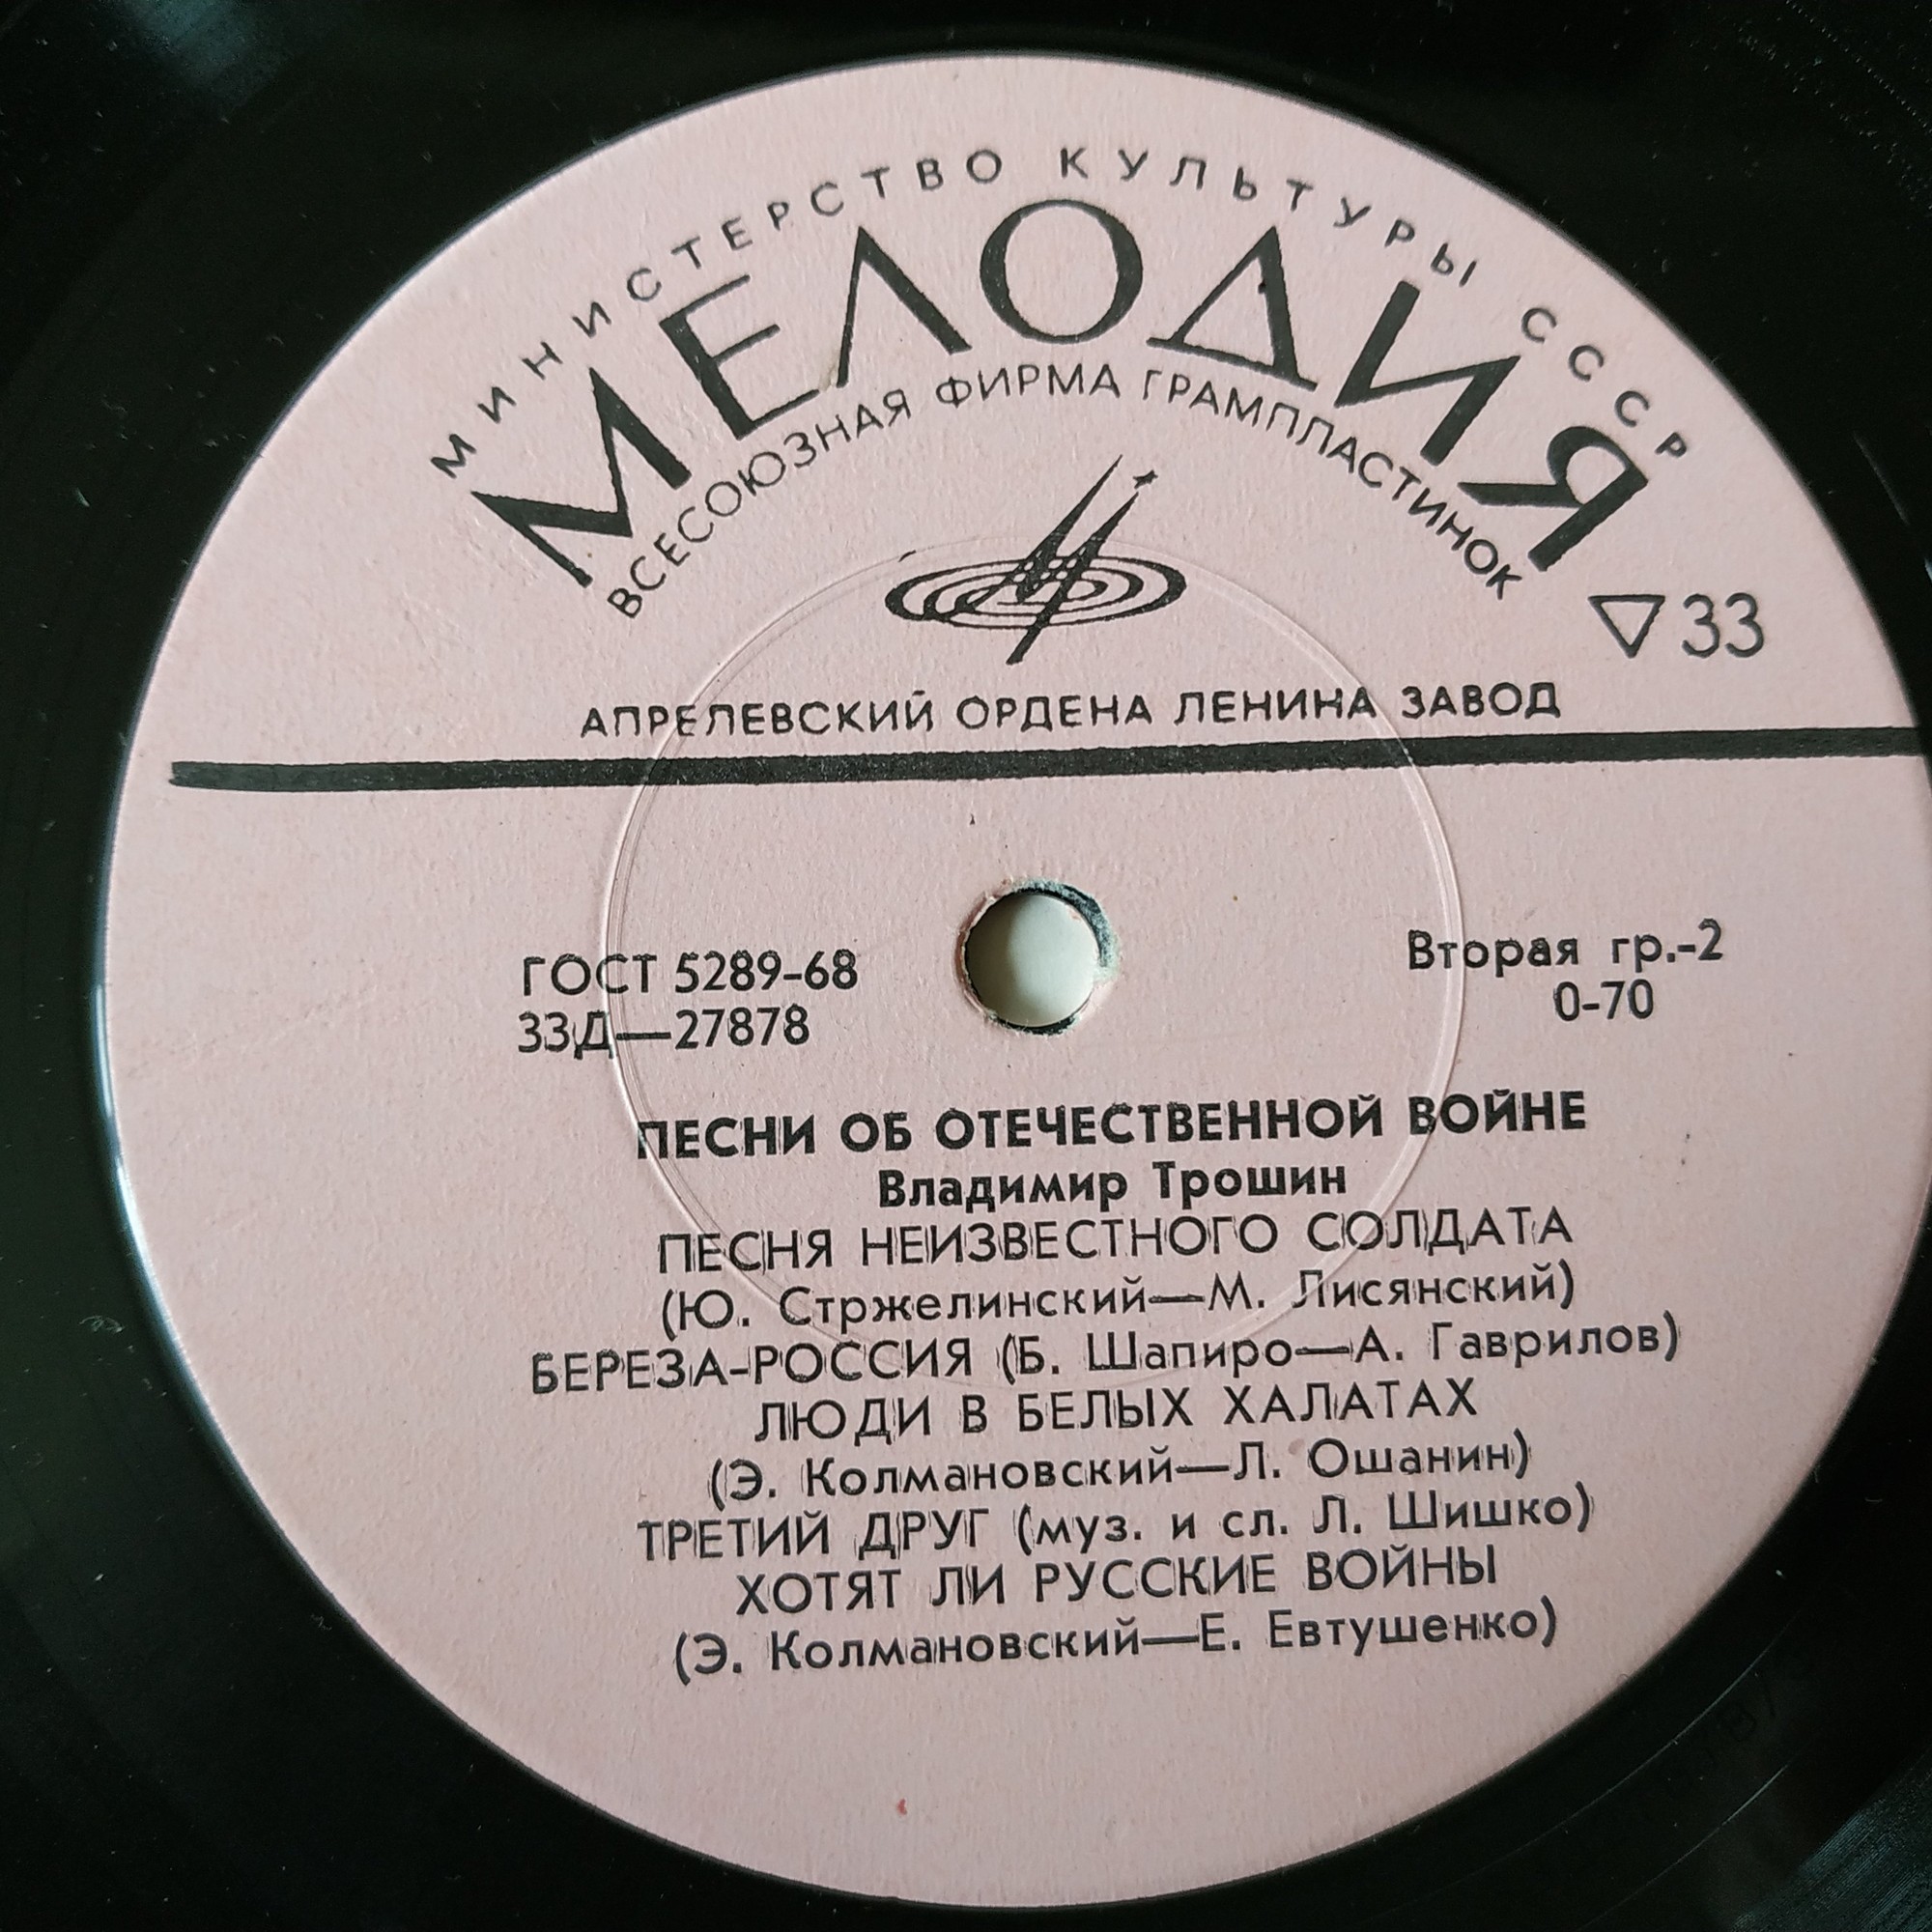 МИНИСТЕРСТВО КУЛЬТУРЫ СССР
МЕЛОДИЯ
ВСЕСОЮЗНАЯ ФИРМА ГРАМПЛАСТИНОК
▽33
АПРЕЛЕВСКИЙ ОРДЕНА ЛЕНИНА ЗАВОД
ГОСТ 5289-68
33Д—27878
Вторая гр.-2
0-70
ПЕСНИ ОБ ОТЕЧЕСТВЕННОЙ ВОЙНЕ
Владимир Трошин
ПЕСНЯ НЕИЗВЕСТНОГО СОЛДАТА
(Ю. Стржелинский—М. Лисянский)
БЕРЕЗА-РОССИЯ (Б. Шапиро—А. Гаврилов)
ЛЮДИ В БЕЛЫХ ХАЛАТАХ
(Э. Колмановский—Л. Ошанин)
ТРЕТИЙ ДРУГ (муз. и сл. Л. Шишко)
ХОТЯТ ЛИ РУССКИЕ ВОЙНЫ
(Э. Колмановский—Е. Евтушенко)